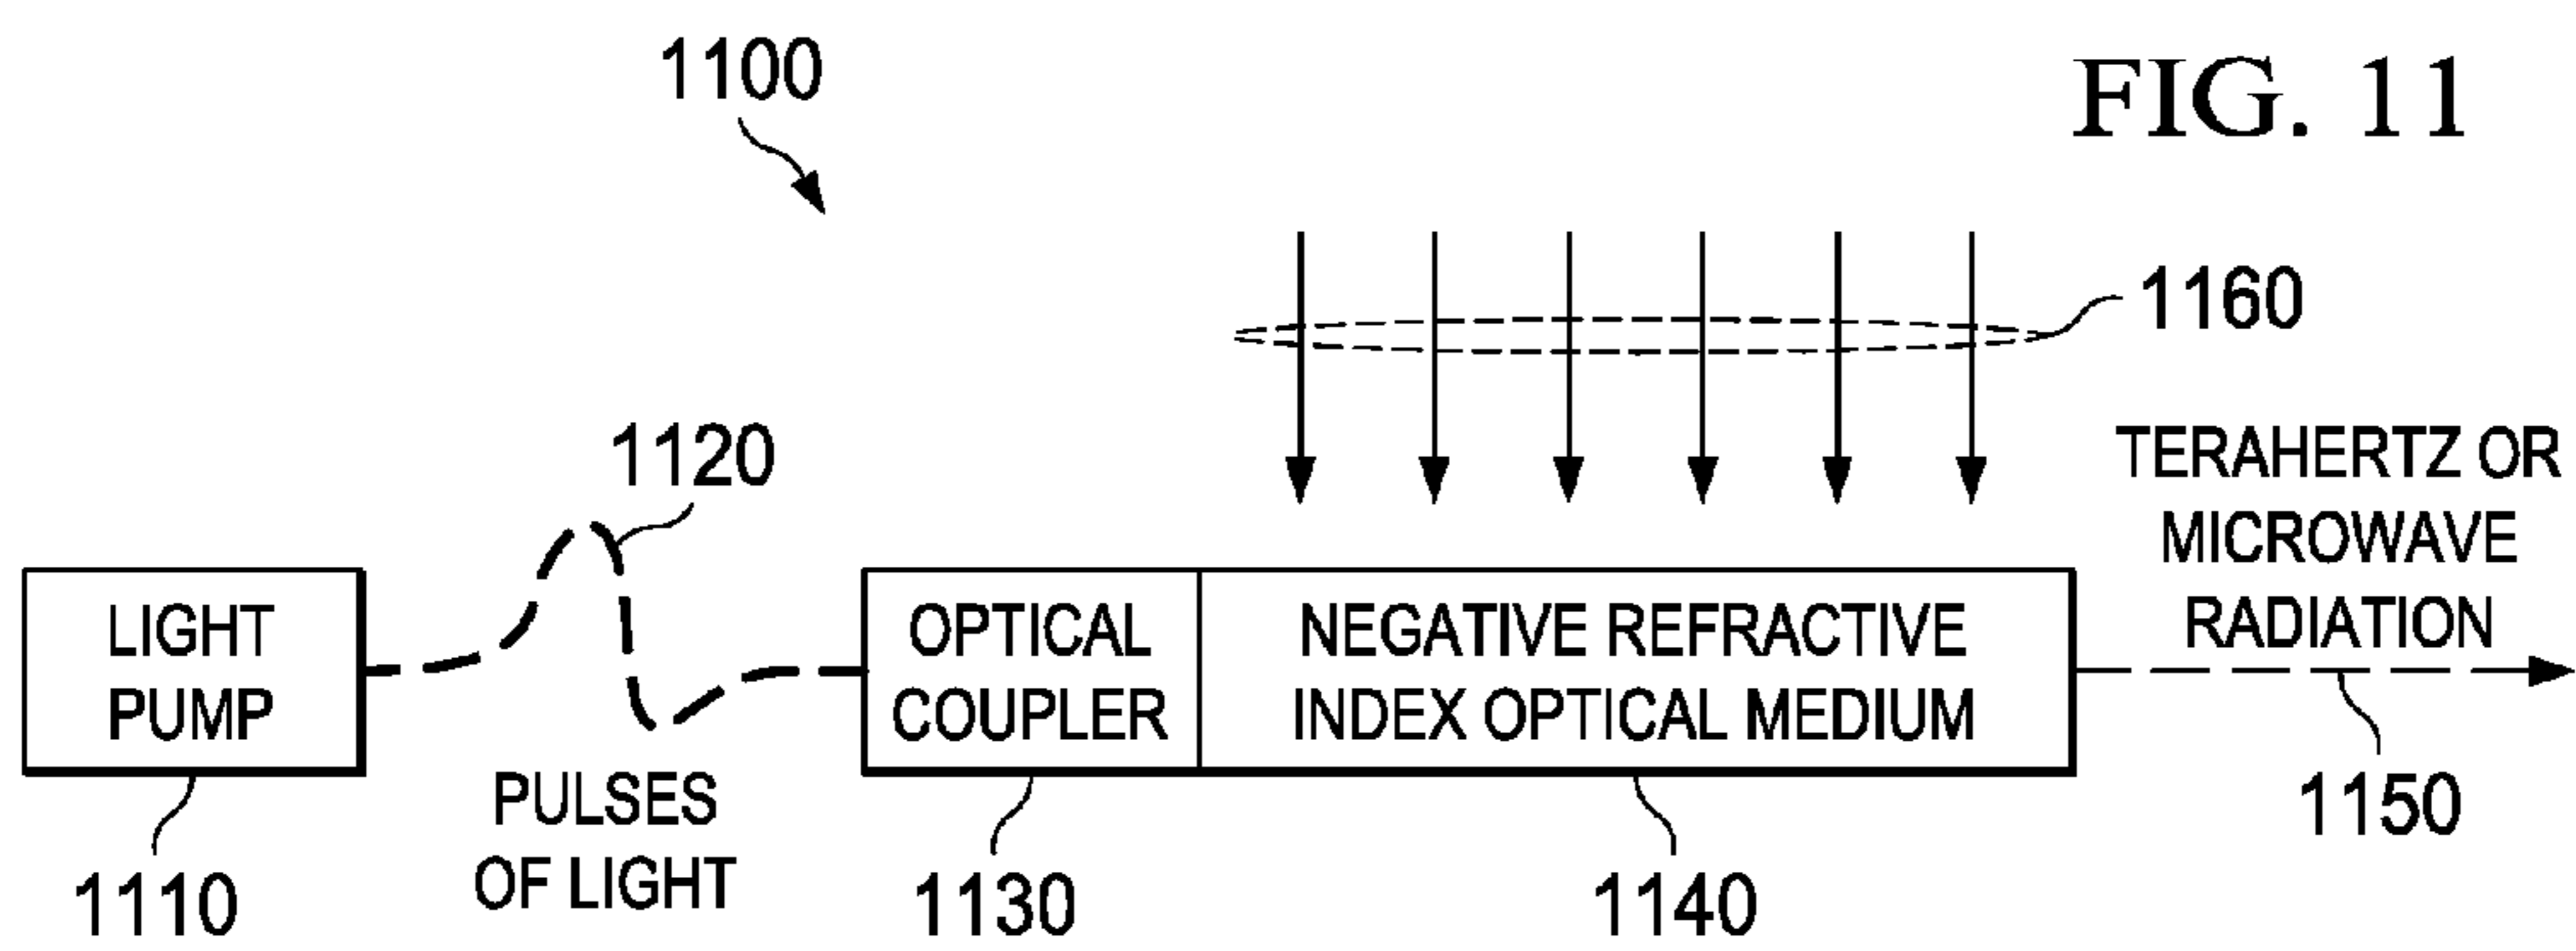 1100
FIG. 11
1160
1120
TERAHERTZ OR
MICROWAVE
RADIATION
LIGHT
PUMP
OPTICAL
COUPLER
NEGATIVE REFRACTIVE
INDEX OPTICAL MEDIUM
PULSES
OF LIGHT
1150
1110
1130
1140